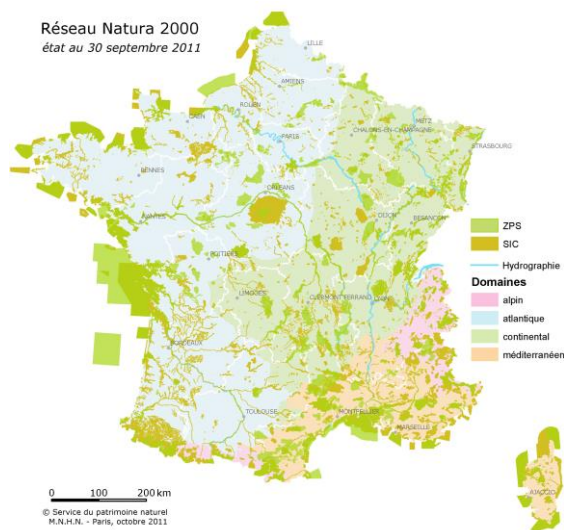 Réseau Natura 2000
état au 30 septembre 2011
LILLE
AMIENS
ROUEN
CAEN
METZ
CHALONS-EN-CHAMPAGNE
PARIS
STRASBOURG
RENNES
ORLEANS
NANTES
DIJON
BESANCON
POITIERS
LIMOGES
CLERMONT FERRAND
LYON
BORDEAUX
TOULOUSE
MONTPELLIER
MARSEILLE
AJACCIO
ZPS
SIC
Hydrographie
Domaines
alpin
atlantique
continental
méditerranéen
0 100 200 km
© Service du patrimoine naturel
M.N.H.N. - Paris, octobre 2011